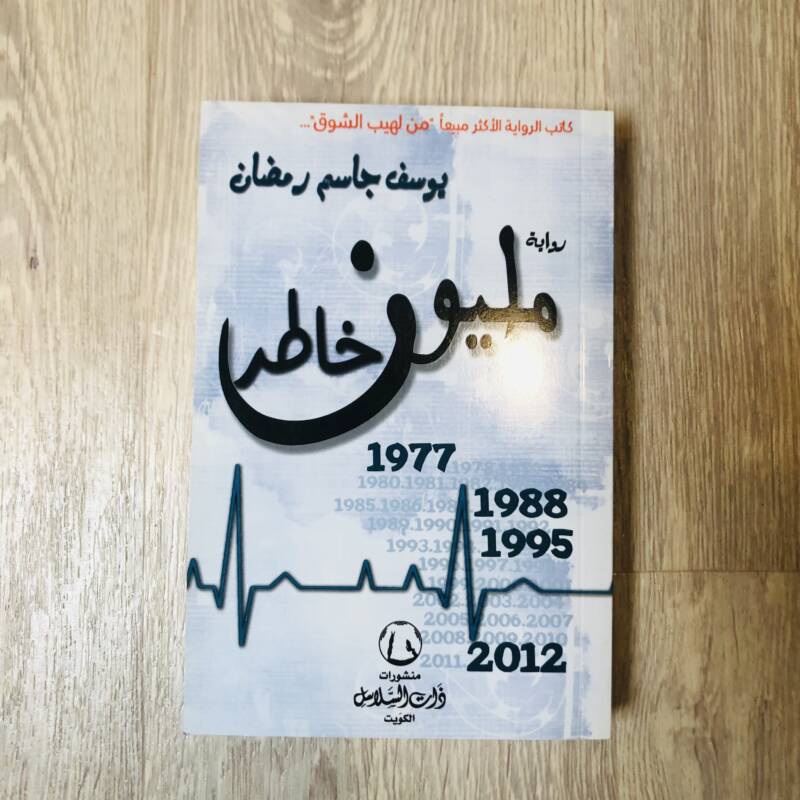 كاتب الرواية الأكثر مبيعاً "من لهيب الشوق"...
يوسف جاسم رمضان
رواية
مليون
خاطر
1977
1988
1995
2012
منشورات
ذات السلاسل
الكويت